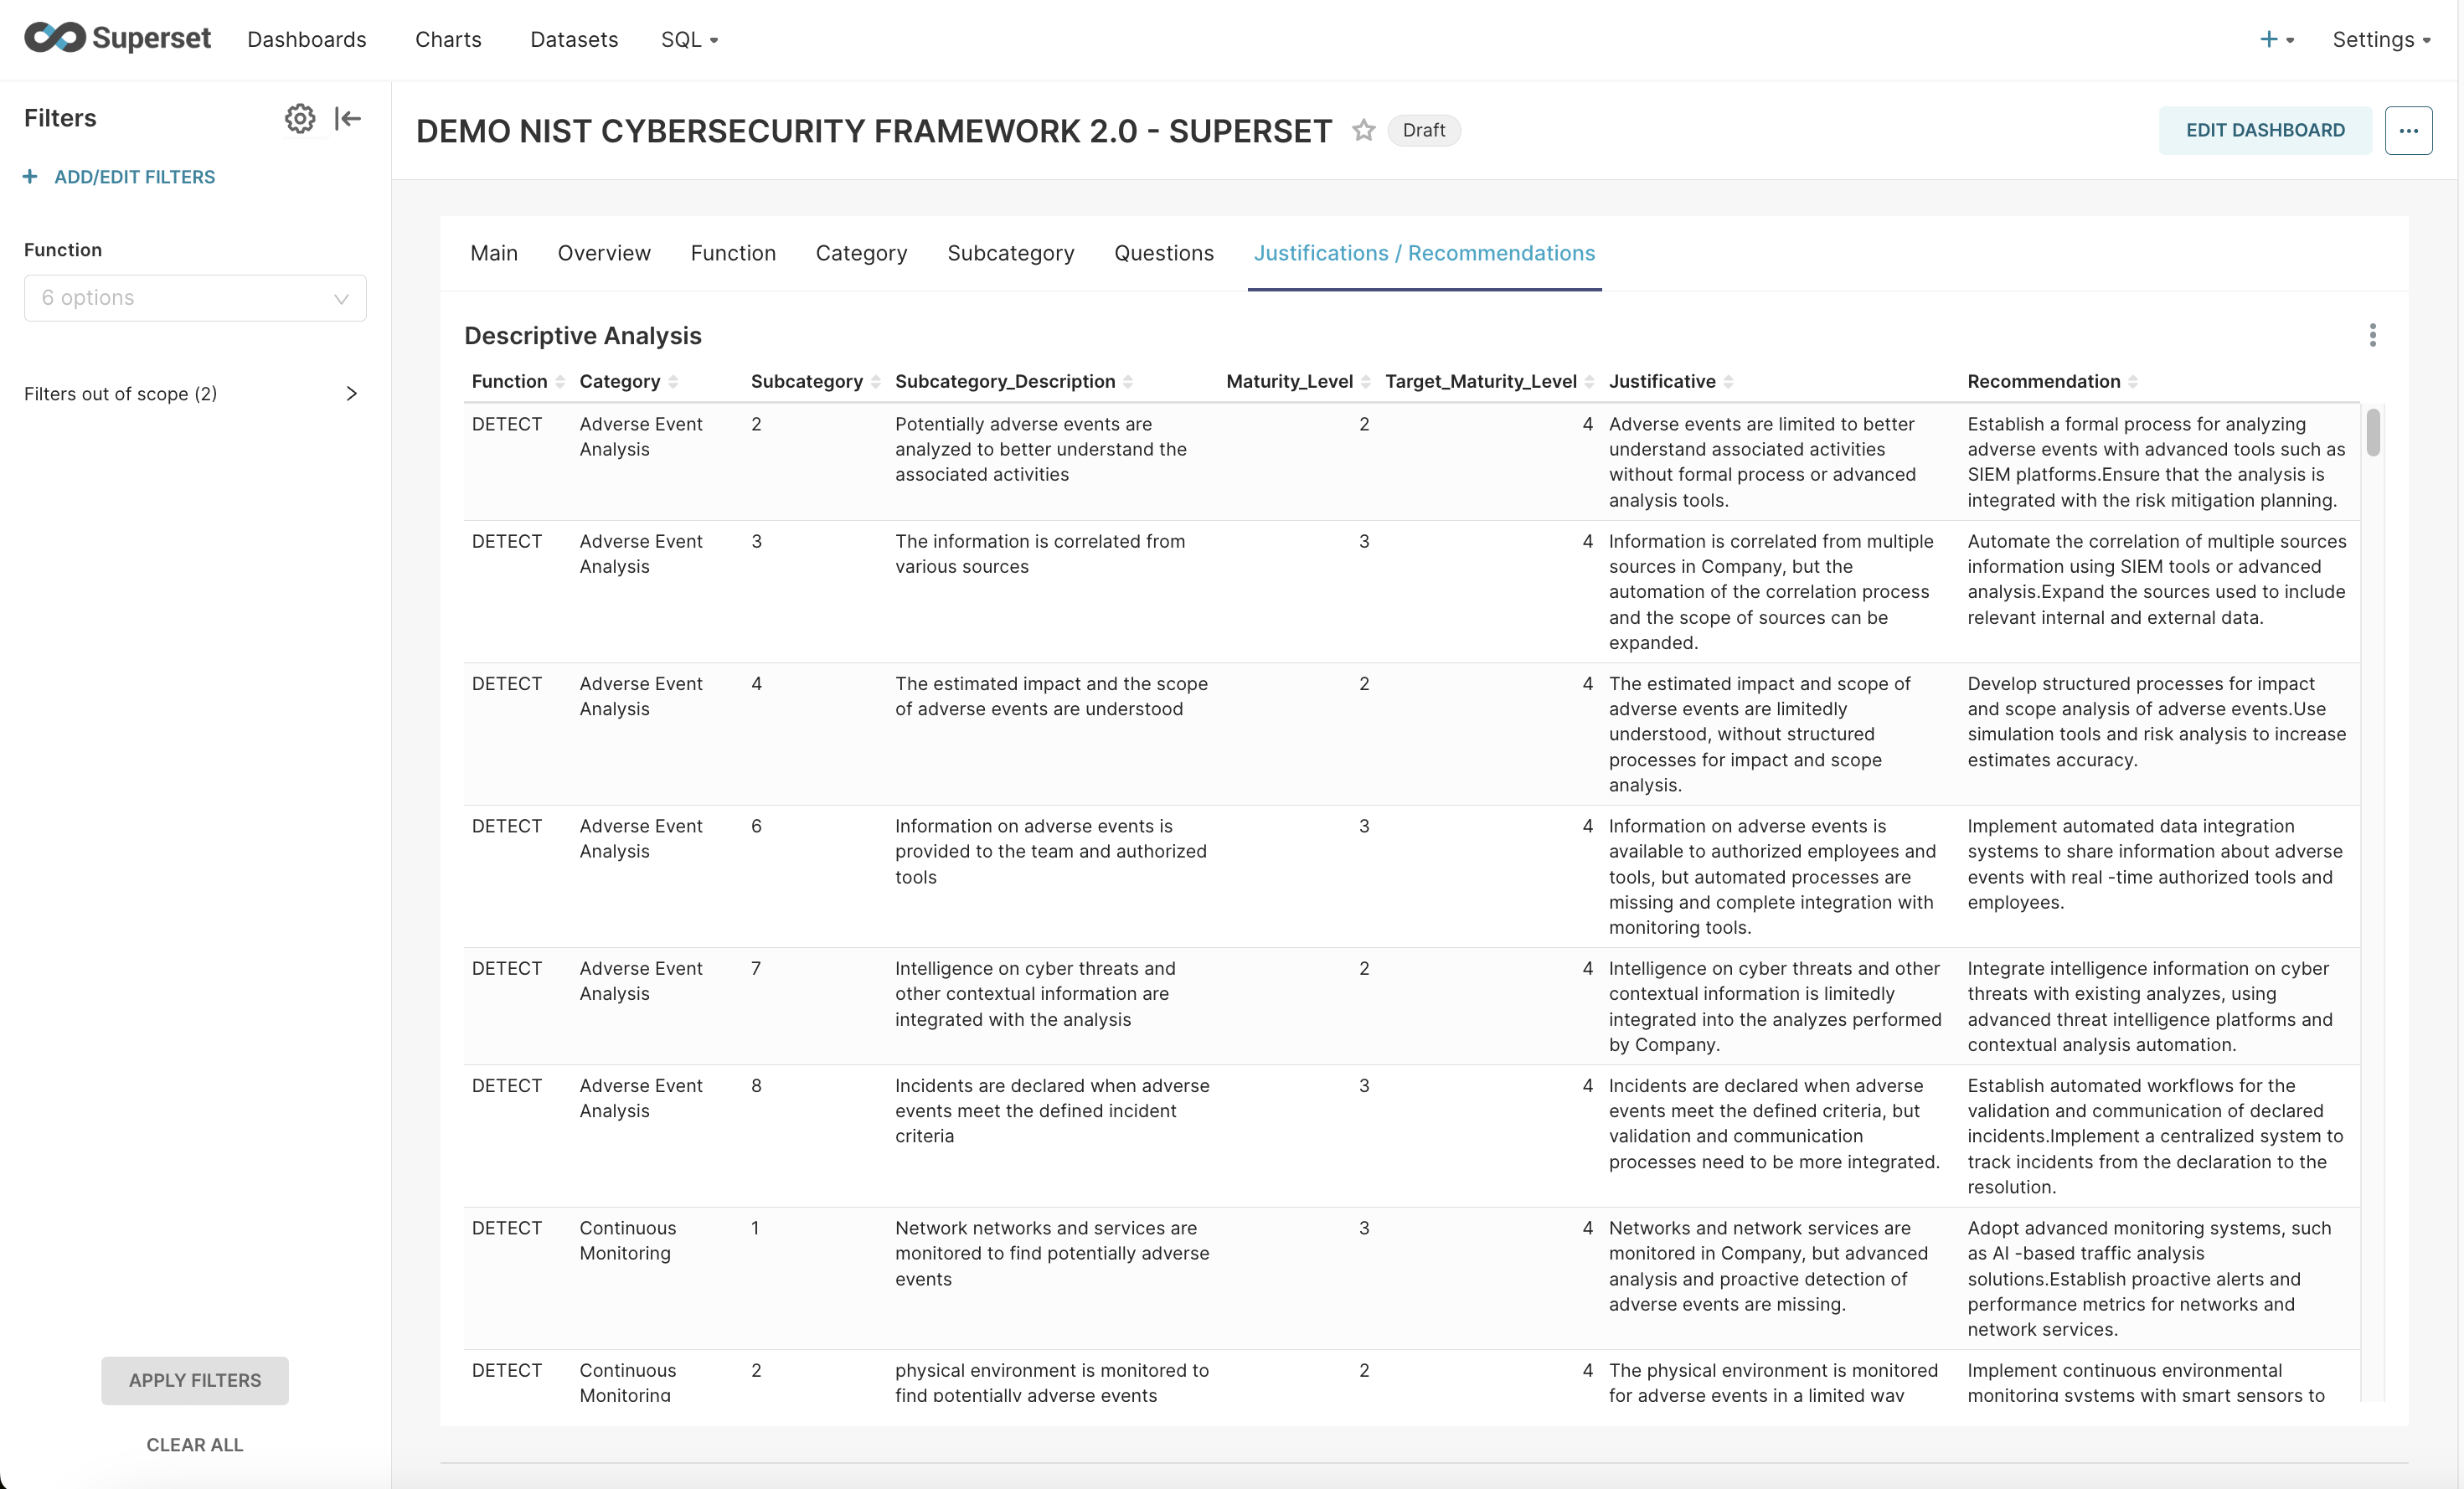 Superset Dashboards Charts Datasets SQL Settings
Filters
+ ADD/EDIT FILTERS
Function
6 options
Filters out of scope (2)
APPLY FILTERS
CLEAR ALL
DEMO NIST CYBERSECURITY FRAMEWORK 2.0 - SUPERSET Draft EDIT DASHBOARD ...
Main Overview Function Category Subcategory Questions Justifications / Recommendations
Descriptive Analysis
Function Category Subcategory Subcategory_Description Maturity_Level Target_Maturity_Level Justificative Recommendation
DETECT
Adverse Event
Analysis
2
Potentially adverse events are
analyzed to better understand the
associated activities
2
4
Adverse events are limited to better
understand associated activities
without formal process or advanced
analysis tools.
Establish a formal process for analyzing
adverse events with advanced tools such as
SIEM platforms.Ensure that the analysis is
integrated with the risk mitigation planning.
DETECT
Adverse Event
Analysis
3
The information is correlated from
various sources
3
4
Information is correlated from multiple
sources in Company, but the
automation of the correlation process
and the scope of sources can be
expanded.
Automate the correlation of multiple sources
information using SIEM tools or advanced
analysis.Expand the sources used to include
relevant internal and external data.
DETECT
Adverse Event
Analysis
4
The estimated impact and the scope
of adverse events are understood
2
4
The estimated impact and scope of
adverse events are limitedly
understood, without structured
processes for impact and scope
analysis.
Develop structured processes for impact
and scope analysis of adverse events.Use
simulation tools and risk analysis to increase
estimates accuracy.
DETECT
Adverse Event
Analysis
6
Information on adverse events is
provided to the team and authorized
tools
3
4
Information on adverse events is
available to authorized employees and
tools, but automated processes are
missing and complete integration with
monitoring tools.
Implement automated data integration
systems to share information about adverse
events with real -time authorized tools and
employees.
DETECT
Adverse Event
Analysis
7
Intelligence on cyber threats and
other contextual information are
integrated with the analysis
2
4
Intelligence on cyber threats and other
contextual information is limitedly
integrated into the analyzes performed
by Company.
Integrate intelligence information on cyber
threats with existing analyzes, using
advanced threat intelligence platforms and
contextual analysis automation.
DETECT
Adverse Event
Analysis
8
Incidents are declared when adverse
events meet the defined incident
criteria
3
4
Incidents are declared when adverse
events meet the defined criteria, but
validation and communication
processes need to be more integrated.
Establish automated workflows for the
validation and communication of declared
incidents.Implement a centralized system to
track incidents from the declaration to the
resolution.
DETECT
Continuous
Monitoring
1
Network networks and services are
monitored to find potentially adverse
events
3
4
Networks and network services are
monitored in Company, but advanced
analysis and proactive detection of
adverse events are missing.
Adopt advanced monitoring systems, such
as AI -based traffic analysis
solutions.Establish proactive alerts and
performance metrics for networks and
network services.
DETECT
Continuous
Monitoring
2
physical environment is monitored to
find potentially adverse events
2
4
The physical environment is monitored
for adverse events in a limited way
Implement continuous environmental
monitoring systems with smart sensors to